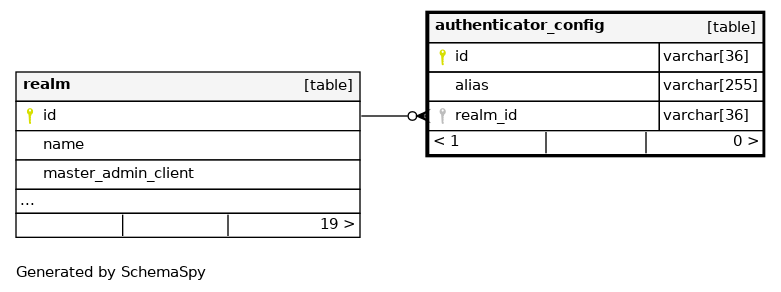 authenticator_config [table]
id varchar[36]
alias varchar[255]
realm_id varchar[36]
< 1 0 >
realm [table]
id
name
master_admin_client
...
19 >
Generated by SchemaSpy